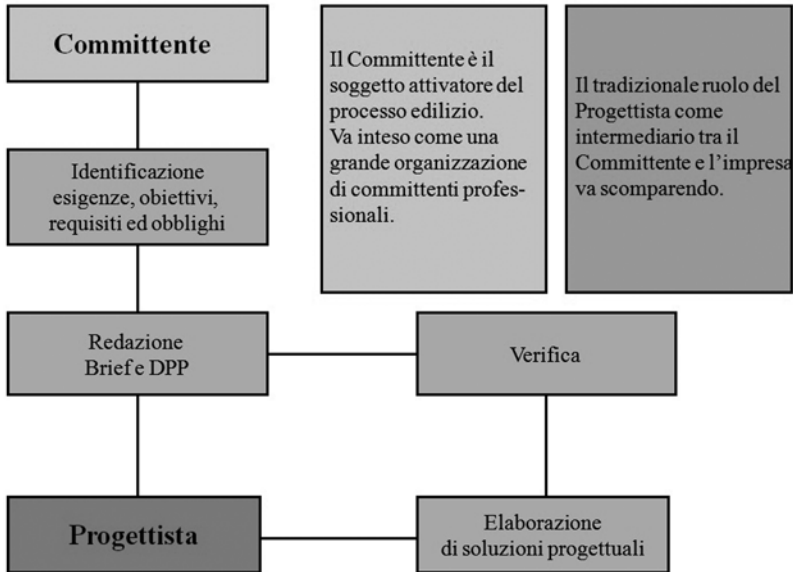 Committente
Il Committente è il
soggetto attivatore del
processo edilizio.
Va inteso come una
grande organizzazione
di committenti profes-
sionali.
Il tradizionale ruolo del
Progettista come
intermediario tra il
Committente e l'impresa
va scomparendo.
Identificazione
esigenze, obiettivi,
requisiti ed obblighi
Redazione
Brief e DPP
Verifica
Progettista
Elaborazione
di soluzioni progettuali